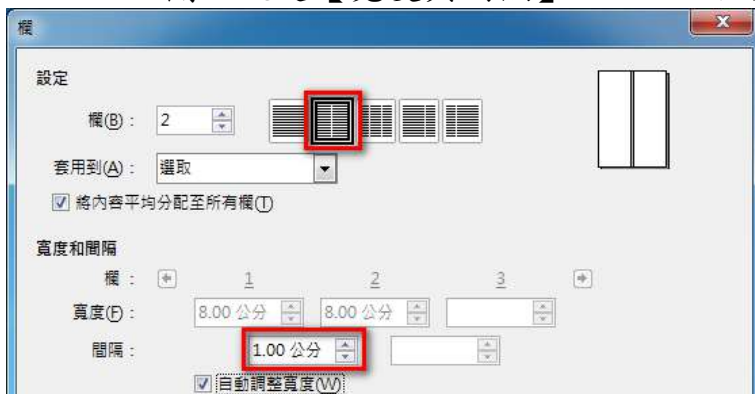 欄
設定
欄(B)： 2
套用到(A)： 選取
將內容平均分配至所有欄(T)
寬度和間隔
欄： 1 2 3
寬度(F)： 8.00 公分 8.00 公分
間隔： 1.00 公分
自動調整寬度(W)